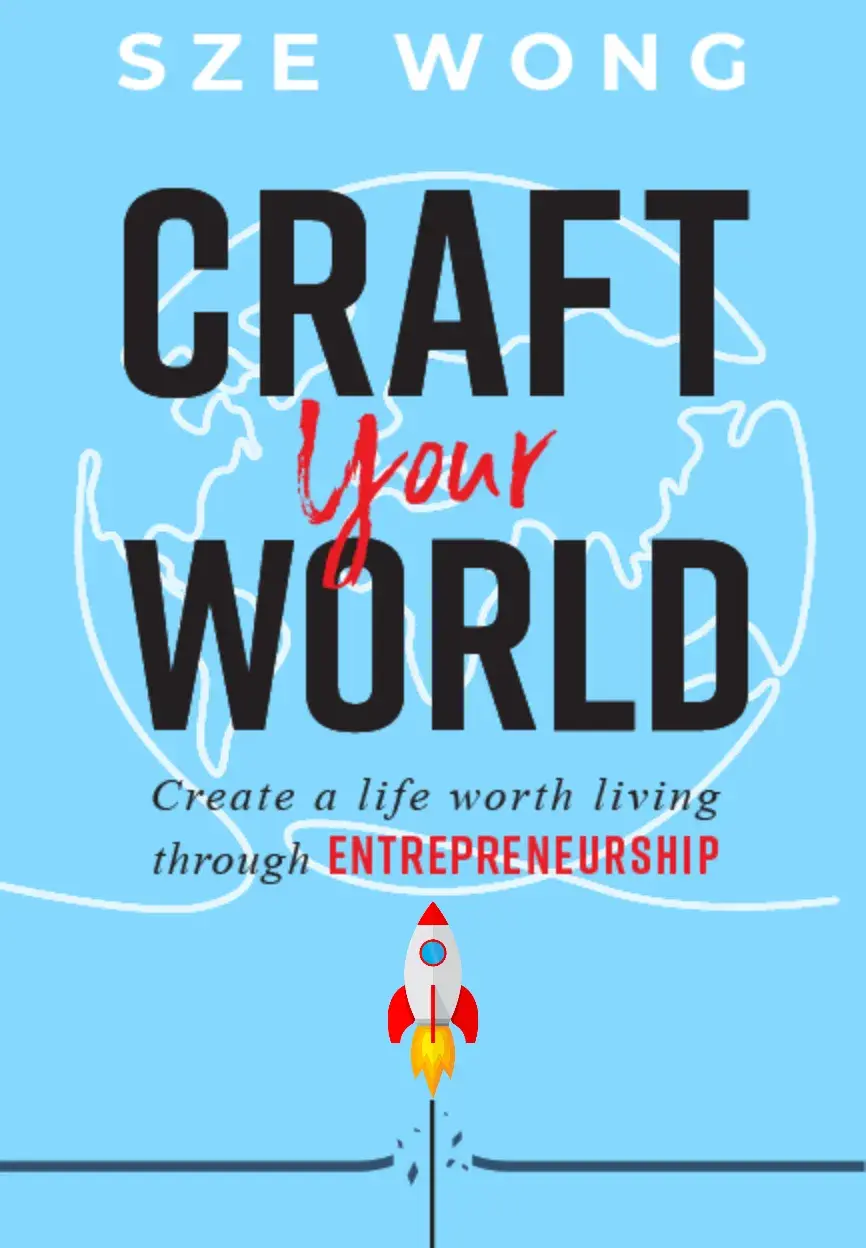 SZE WONG
CRAFT
Your
WORLD
Create a life worth living
through ENTREPRENEURSHIP